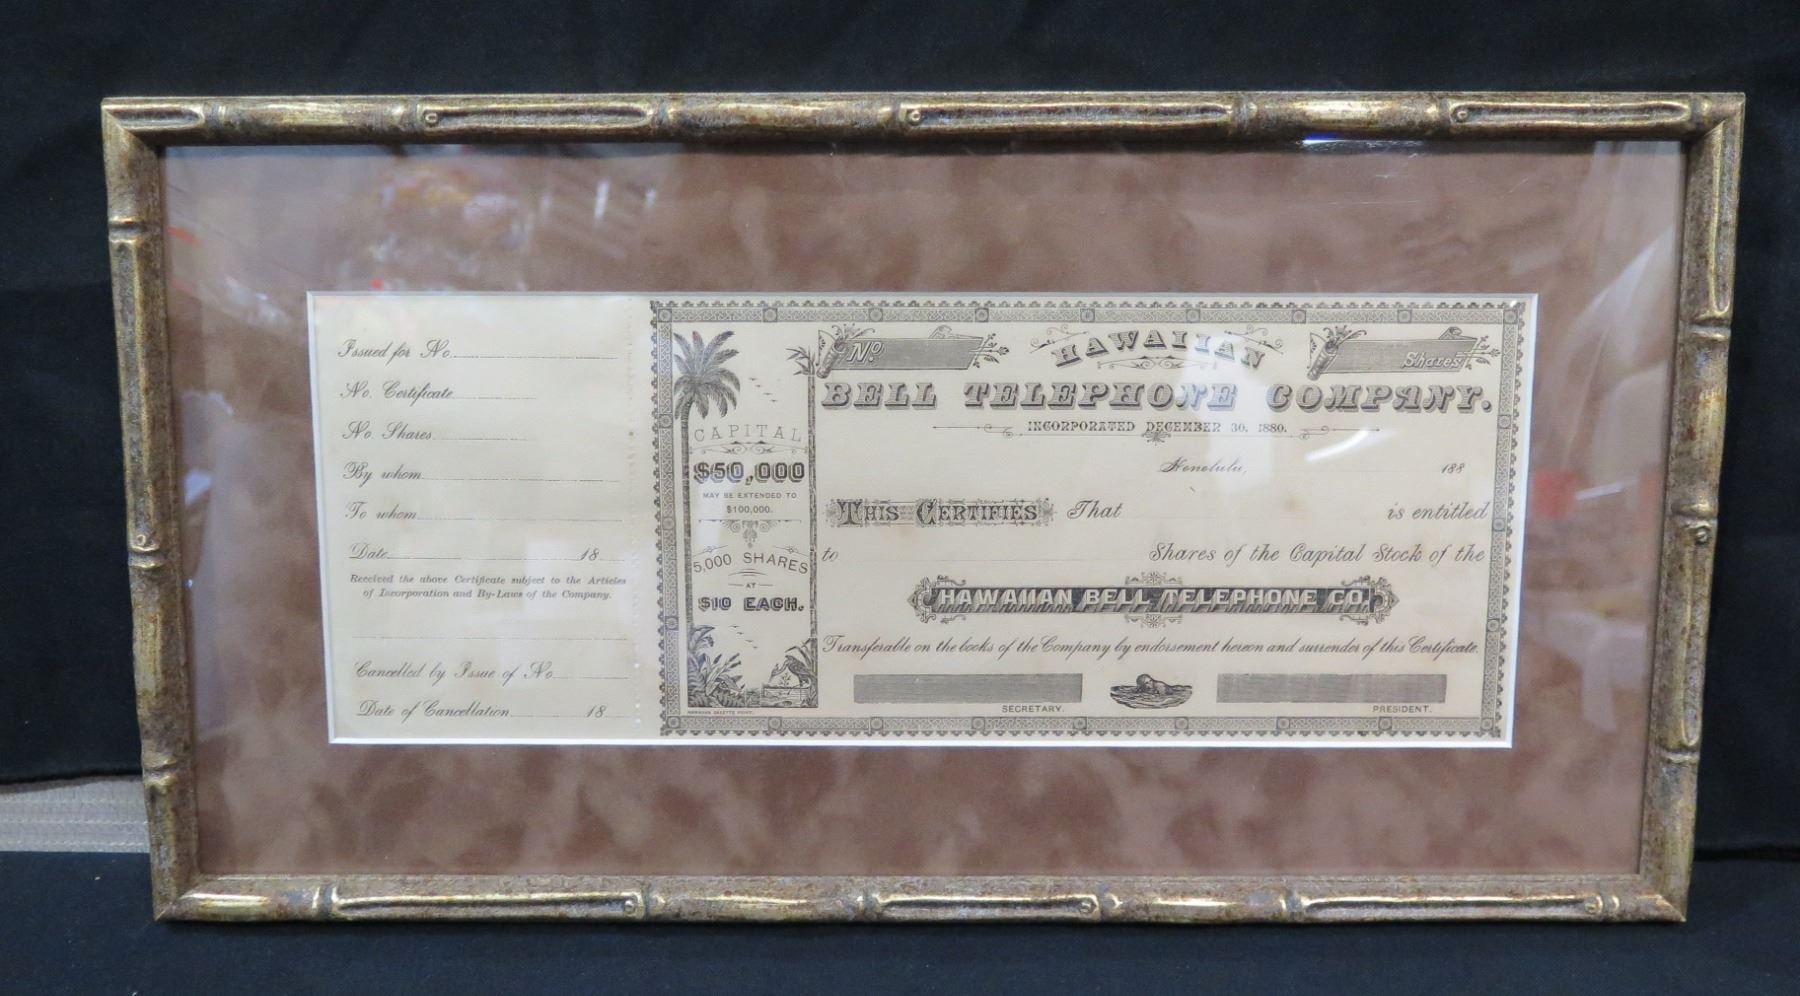 Issued for No.
No. Certificate
No. Shares
By whom
To whom
Date 18
Received the above Certificate subject to the Articles
of Incorporation and By-Laws of the Company.
Cancelled by Issue of No
Date of Cancellation 18
CAPITAL
$50,000
MAY BE EXTENDED TO
$100,000.
5,000 SHARES
AT
$10 EACH.
HAWAIIAN GAZETTE PRINT.
No.
HAWAIIAN
Shares
BELL TELEPHONE COMPANY.
INCORPORATED DECEMBER 30, 1880.
Honolulu, 188
THIS CERTIFIES That is entitled
to Shares of the Capital Stock of the
HAWAIIAN BELL TELEPHONE CO.
Transferable on the books of the Company by endorsement hereon and surrender of this Certificate.
SECRETARY.
PRESIDENT.